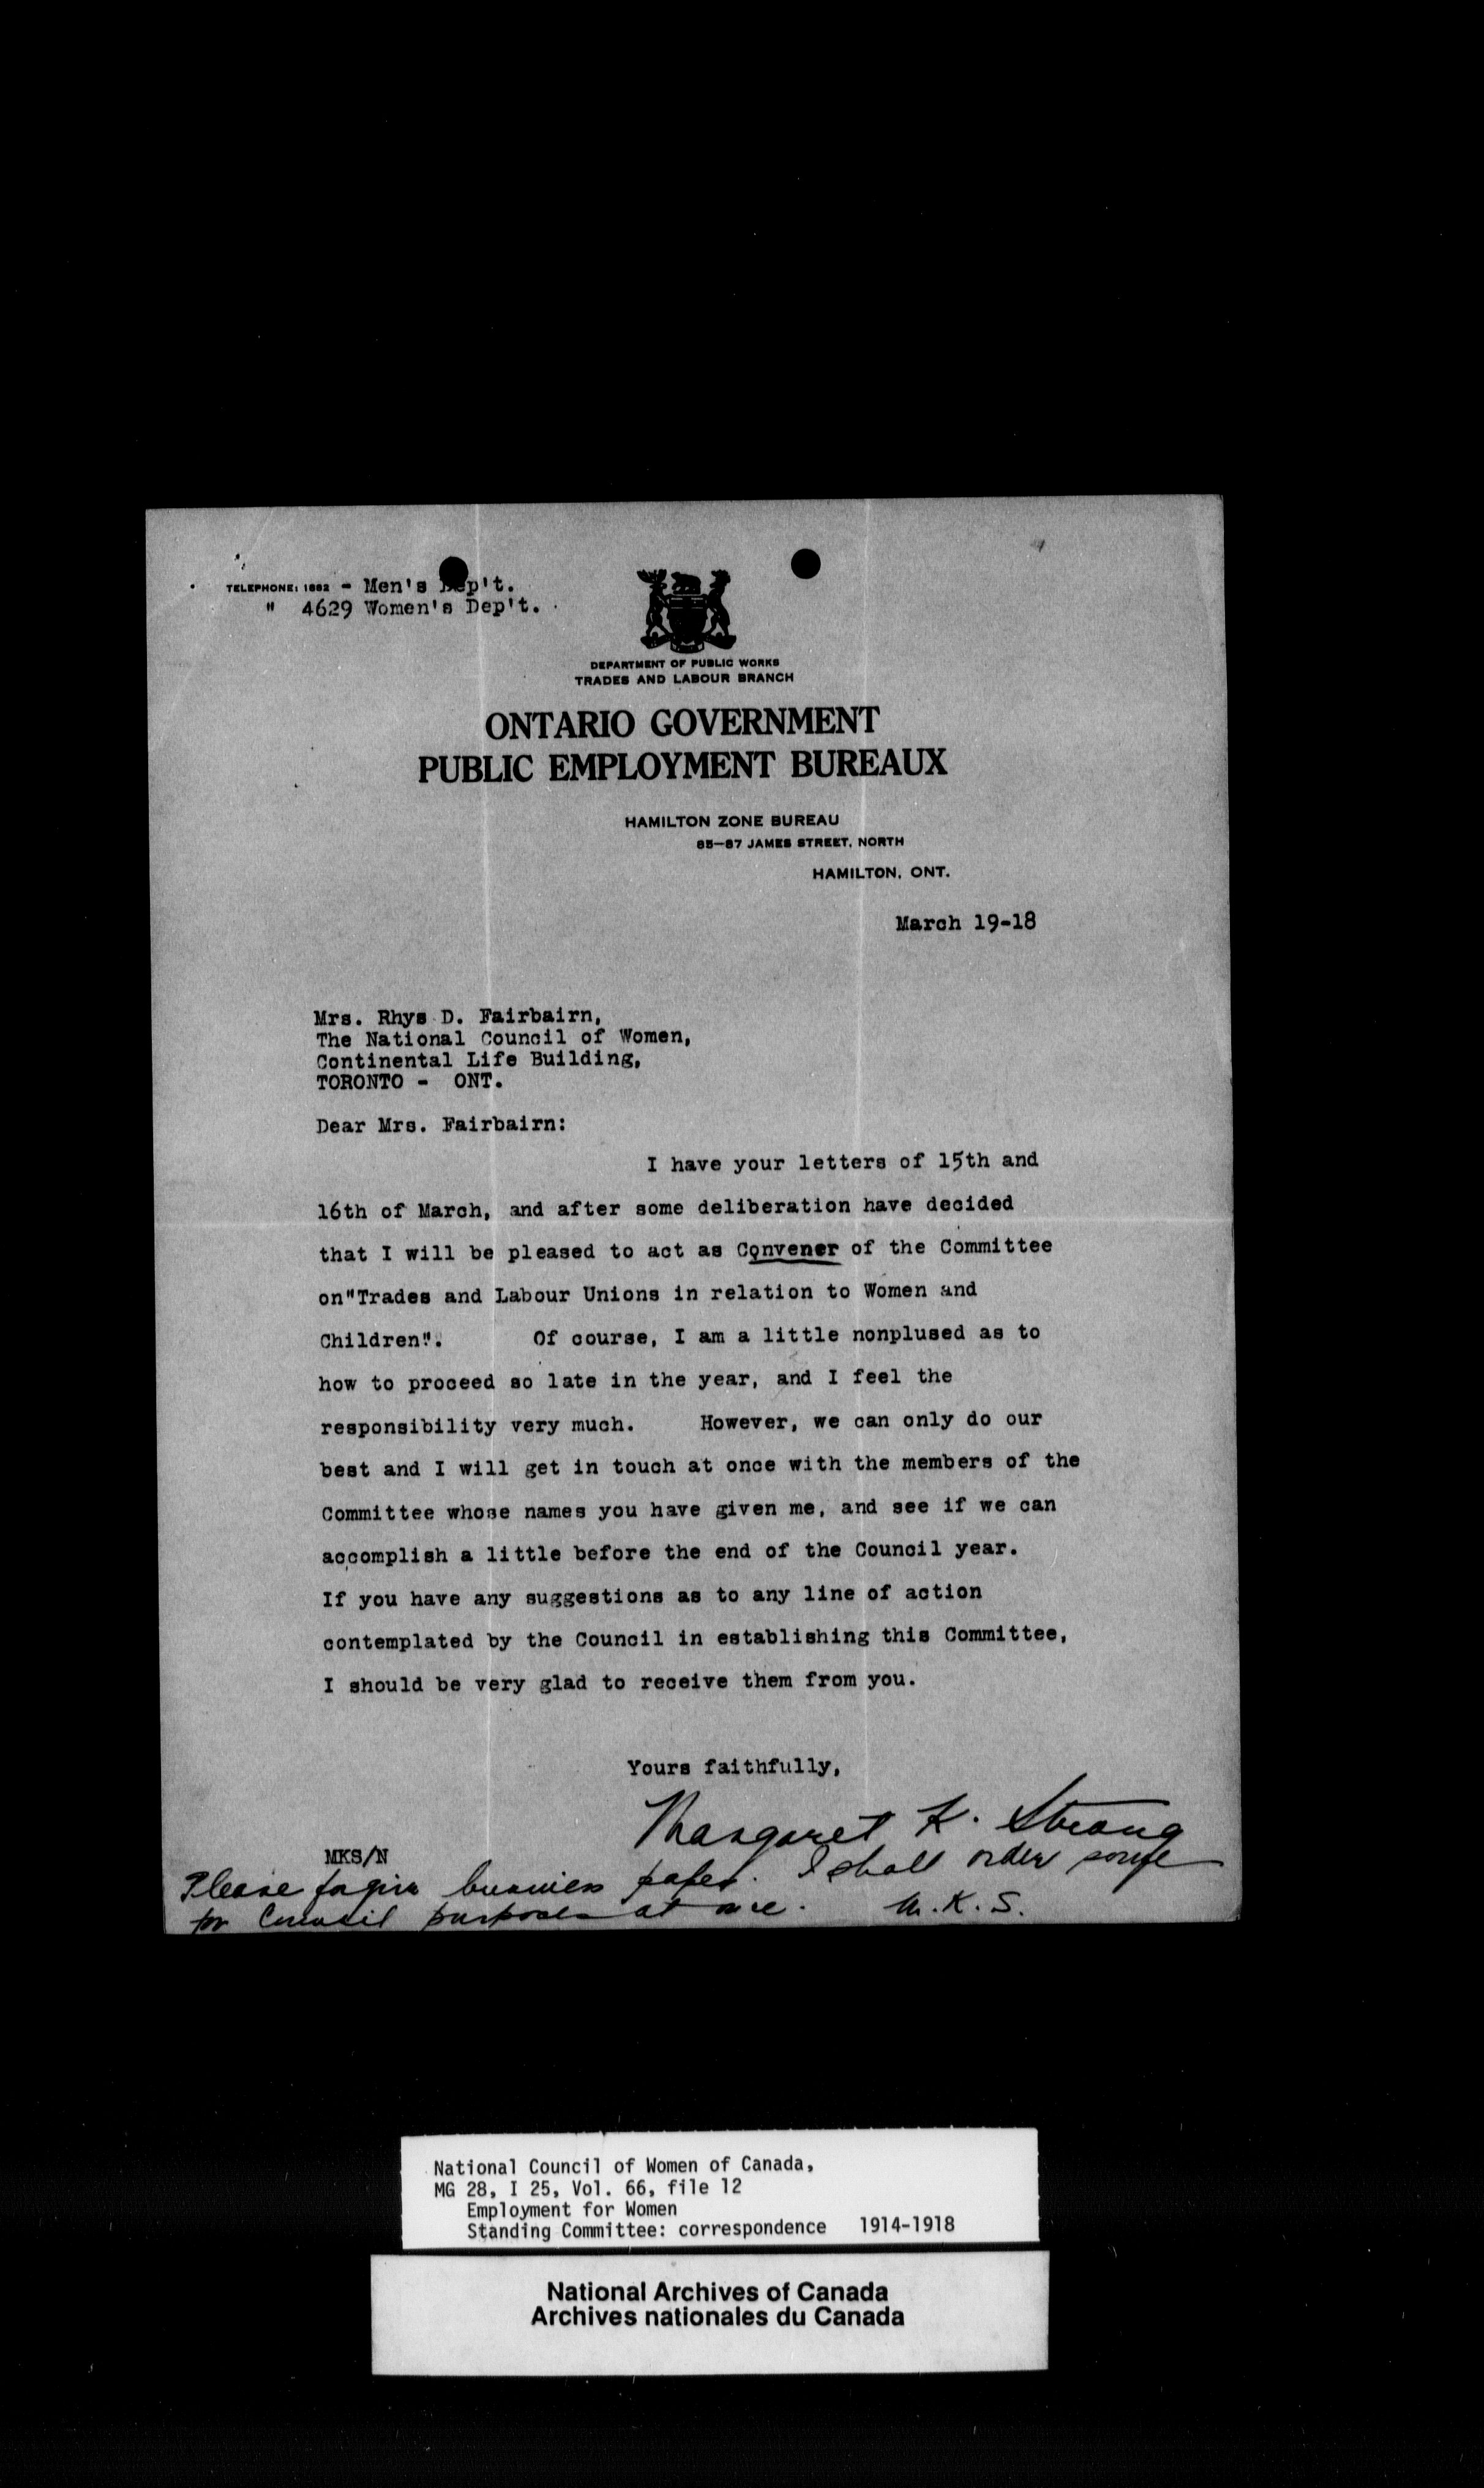 TELEPHONE: 1882 - Men's Dep't.
" 4629 Women's Dep't.
DEPARTMENT OF PUBLIC WORKS
TRADES AND LABOUR BRANCH
ONTARIO GOVERNMENT
PUBLIC EMPLOYMENT BUREAUX
HAMILTON ZONE BUREAU
85-87 JAMES STREET, NORTH
HAMILTON, ONT.
March 19-18
Mrs. Rhys D. Fairbairn,
The National Council of Women,
Continental Life Building,
TORONTO - ONT.
Dear Mrs. Fairbairn:
I have your letters of 15th and
16th of March, and after some deliberation have decided
that I will be pleased to act as Convener of the Committee
on"Trades and Labour Unions in relation to Women and
Children". Of course, I am a little nonplused as to
how to proceed so late in the year, and I feel the
responsibility very much. However, we can only do our
best and I will get in touch at once with the members of the
Committee whose names you have given me, and see if we can
accomplish a little before the end of the Council year.
If you have any suggestions as to any line of action
contemplated by the Council in establishing this Committee,
I should be very glad to receive them from you.
Yours faithfully,
Margaret K. Strong
MKS/N
Please forgive business paper. I shall order some
for Council purposes at once. M.K.S.
National Council of Women of Canada,
MG 28, I 25, Vol. 66, file 12
Employment for Women
Standing Committee: correspondence 1914-1918
National Archives of Canada
Archives nationales du Canada